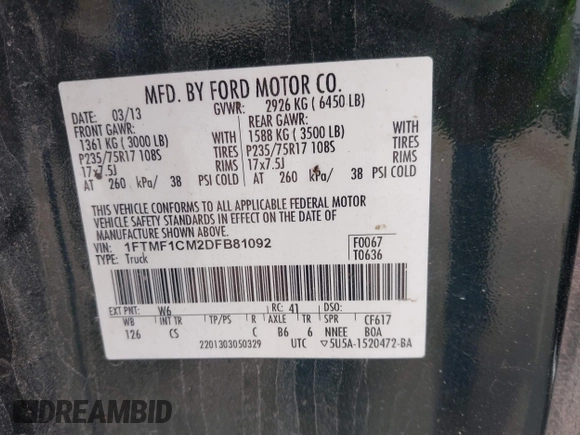 MFD. BY FORD MOTOR CO.
DATE: 03/13 GVWR: 2926 KG ( 6450 LB)
FRONT GAWR: REAR GAWR:
1361 KG ( 3000 LB) WITH 1588 KG ( 3500 LB) WITH
P235/75R17 108S TIRES P235/75R17 108S TIRES
17x7.5J RIMS 17x7.5J RIMS
AT 260 kPa/ 38 PSI COLD AT 260 kPa/ 38 PSI COLD
THIS VEHICLE CONFORMS TO ALL APPLICABLE FEDERAL MOTOR
VEHICLE SAFETY STANDARDS IN EFFECT ON THE DATE OF
MANUFACTURE SHOWN ABOVE.
VIN: 1FTMF1CM2DFB81092 F0067
TYPE: Truck T0636
EXT PNT: W6 RC: 41 DSO:
WB INT TR TP/PS R AXLE TR SPR CF617
126 CS C B6 6 NNEE BOA
2201303050329 UTC ▽5U5A-1520472-BA
DREAMBID